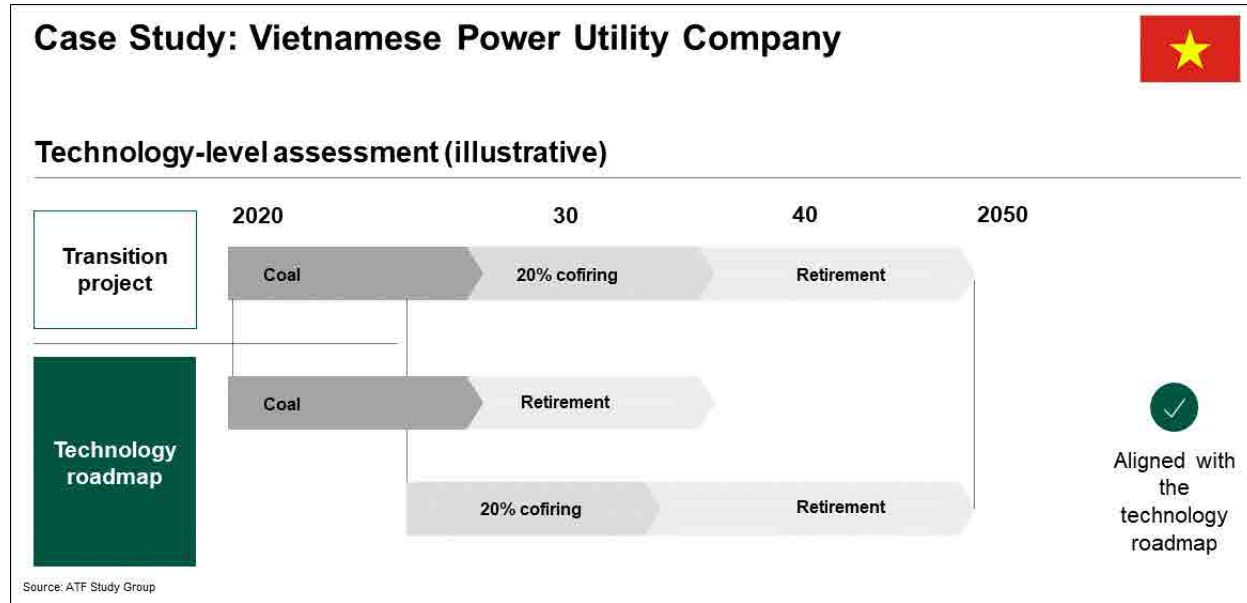 Case Study: Vietnamese Power Utility Company
Technology-level assessment (illustrative)
2020 30 40 2050
Transition
project
Coal 20% cofiring Retirement
Technology
roadmap
Coal Retirement
20% cofiring Retirement
Aligned with
the
technology
roadmap
Source: ATF Study Group